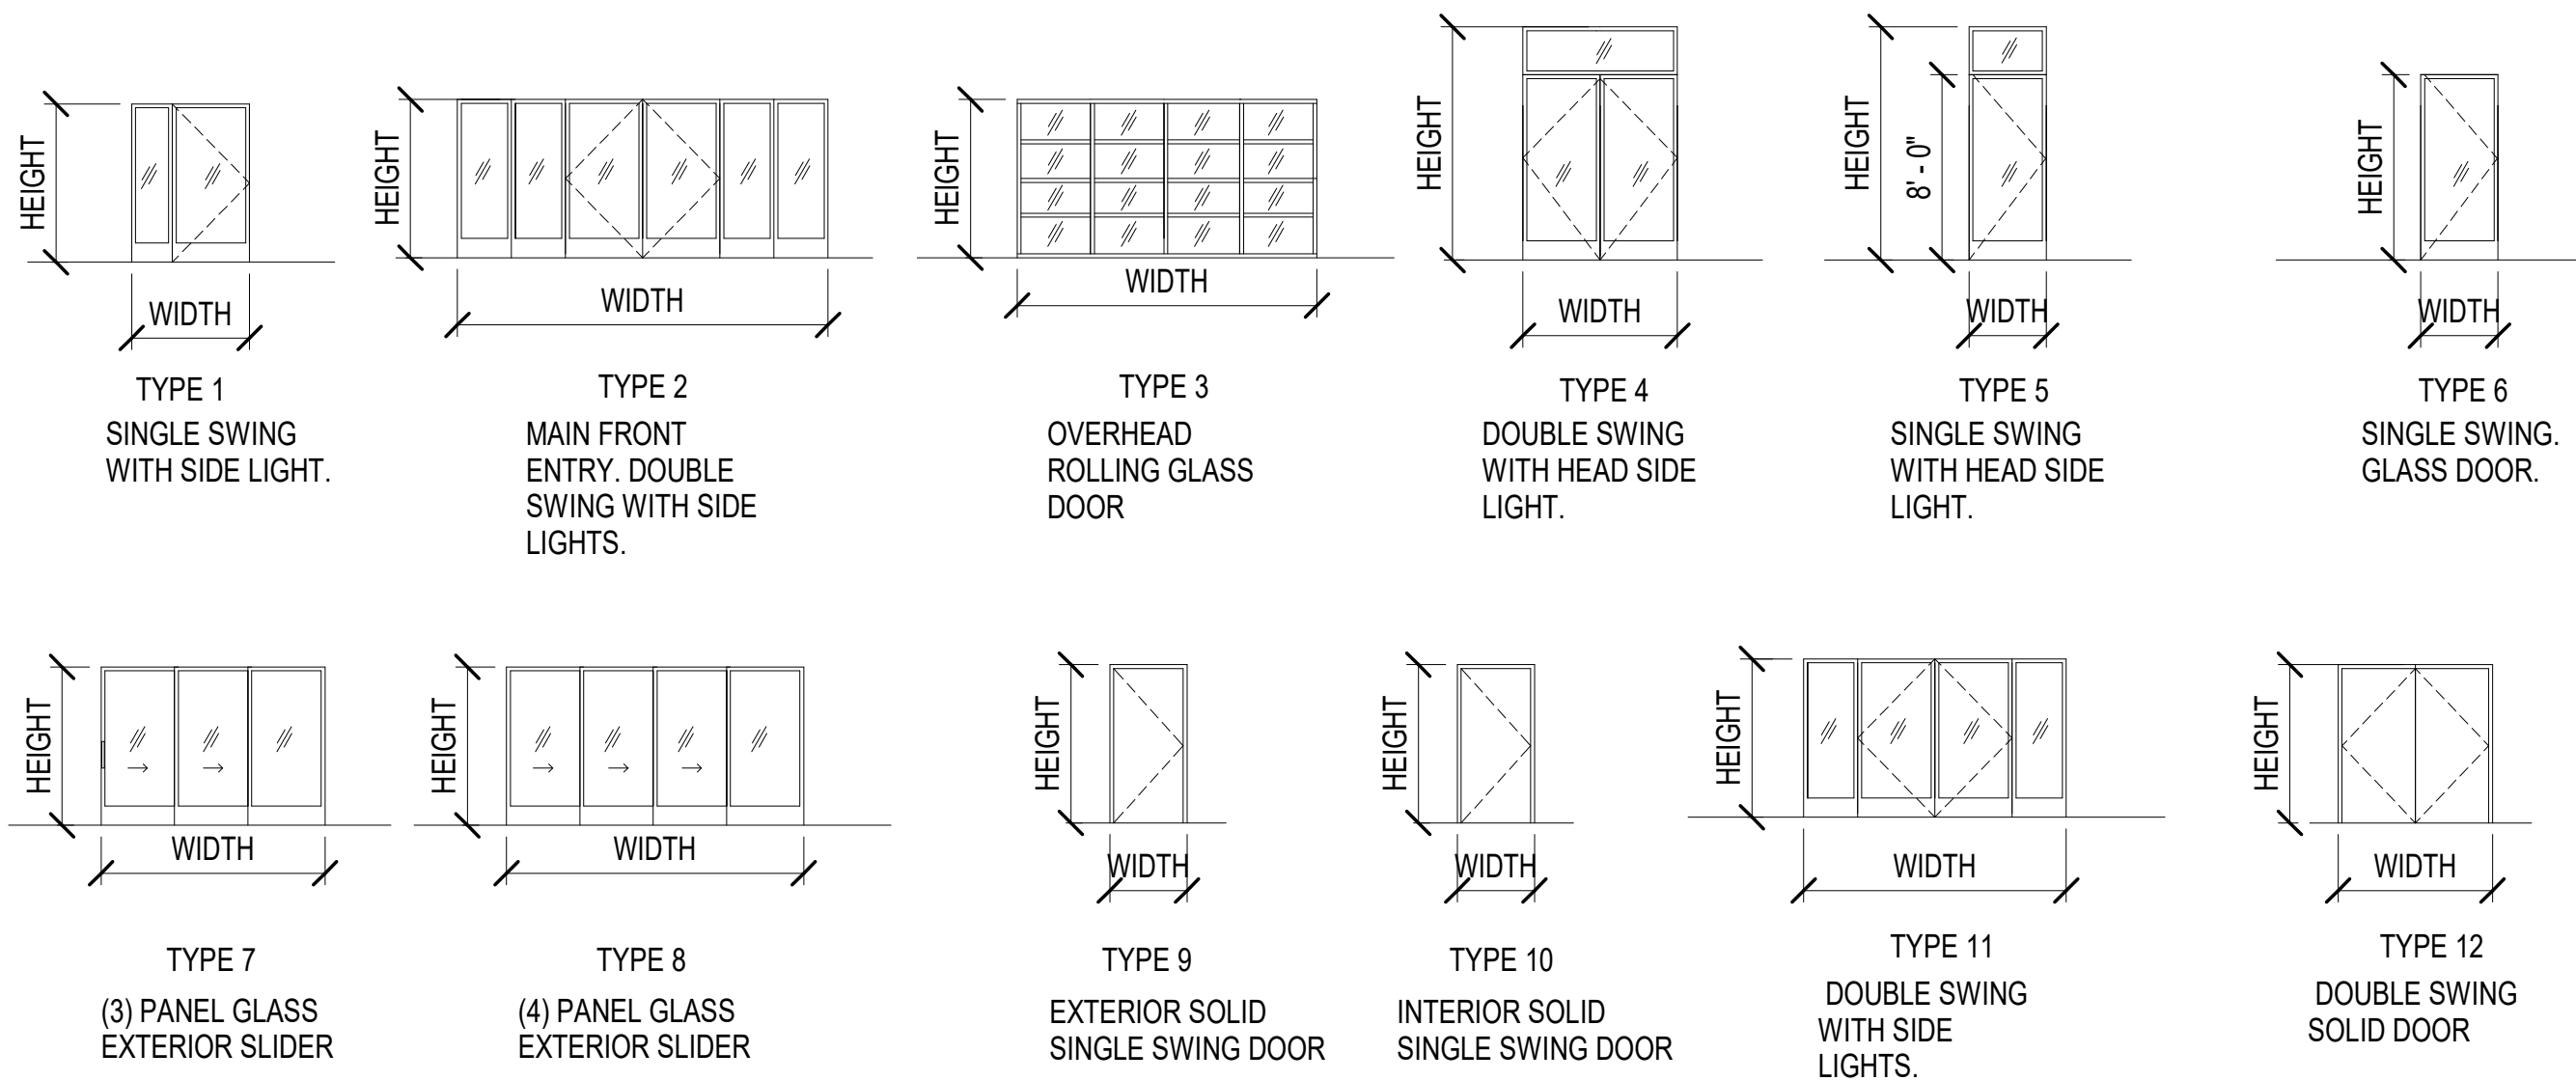 HEIGHT
WIDTH
TYPE 1
SINGLE SWING
WITH SIDE LIGHT.
HEIGHT
WIDTH
TYPE 2
MAIN FRONT
ENTRY. DOUBLE
SWING WITH SIDE
LIGHTS.
HEIGHT
WIDTH
TYPE 3
OVERHEAD
ROLLING GLASS
DOOR
HEIGHT
WIDTH
TYPE 4
DOUBLE SWING
WITH HEAD SIDE
LIGHT.
HEIGHT
8' - 0"
WIDTH
TYPE 5
SINGLE SWING
WITH HEAD SIDE
LIGHT.
HEIGHT
WIDTH
TYPE 6
SINGLE SWING.
GLASS DOOR.
HEIGHT
WIDTH
TYPE 7
(3) PANEL GLASS
EXTERIOR SLIDER
HEIGHT
WIDTH
TYPE 8
(4) PANEL GLASS
EXTERIOR SLIDER
HEIGHT
WIDTH
TYPE 9
EXTERIOR SOLID
SINGLE SWING DOOR
HEIGHT
WIDTH
TYPE 10
INTERIOR SOLID
SINGLE SWING DOOR
HEIGHT
WIDTH
TYPE 11
DOUBLE SWING
WITH SIDE
LIGHTS.
HEIGHT
WIDTH
TYPE 12
DOUBLE SWING
SOLID DOOR